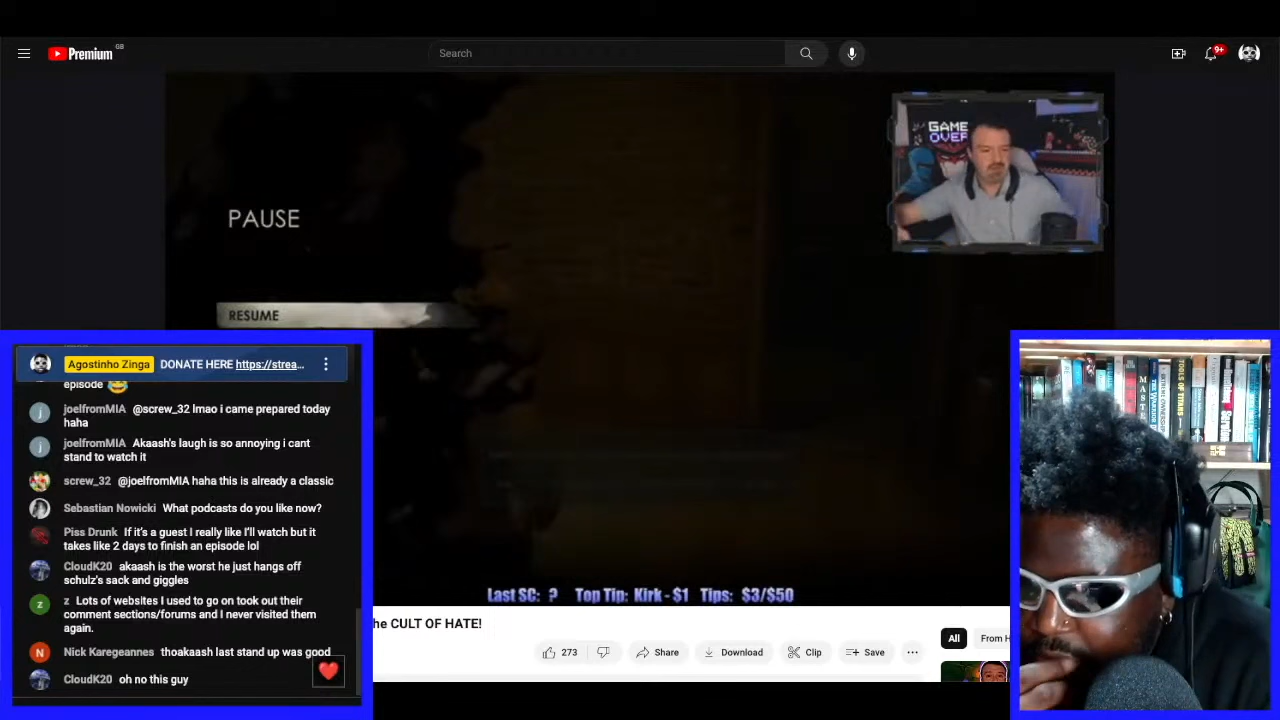 Premium GB
Search
9+
GAME
OVER
PAUSE
RESUME
Agostinho Zinga DONATE HERE https://strea...
episode 😅
joelfromMIA @screw_32 lmao i came prepared today
haha
joelfromMIA Akaash's laugh is so annoying i cant
stand to watch it
screw_32 @joelfromMIA haha this is already a classic
Sebastian Nowicki What podcasts do you like now?
Piss Drunk If it's a guest I really like I'll watch but it
takes like 2 days to finish an episode lol
CloudK20 akaash is the worst he just hangs off
schulz's sack and giggles
z Lots of websites I used to go on took out their
comment sections/forums and I never visited them
again.
Nick Karegeannes thoakaash last stand up was good
CloudK20 oh no this guy
Last SC: ? Top Tip: Kirk - $1 Tips: $3/$50
he CULT OF HATE!
273 Share Download Clip Save ...
All From H
TOOLS OF TITANS